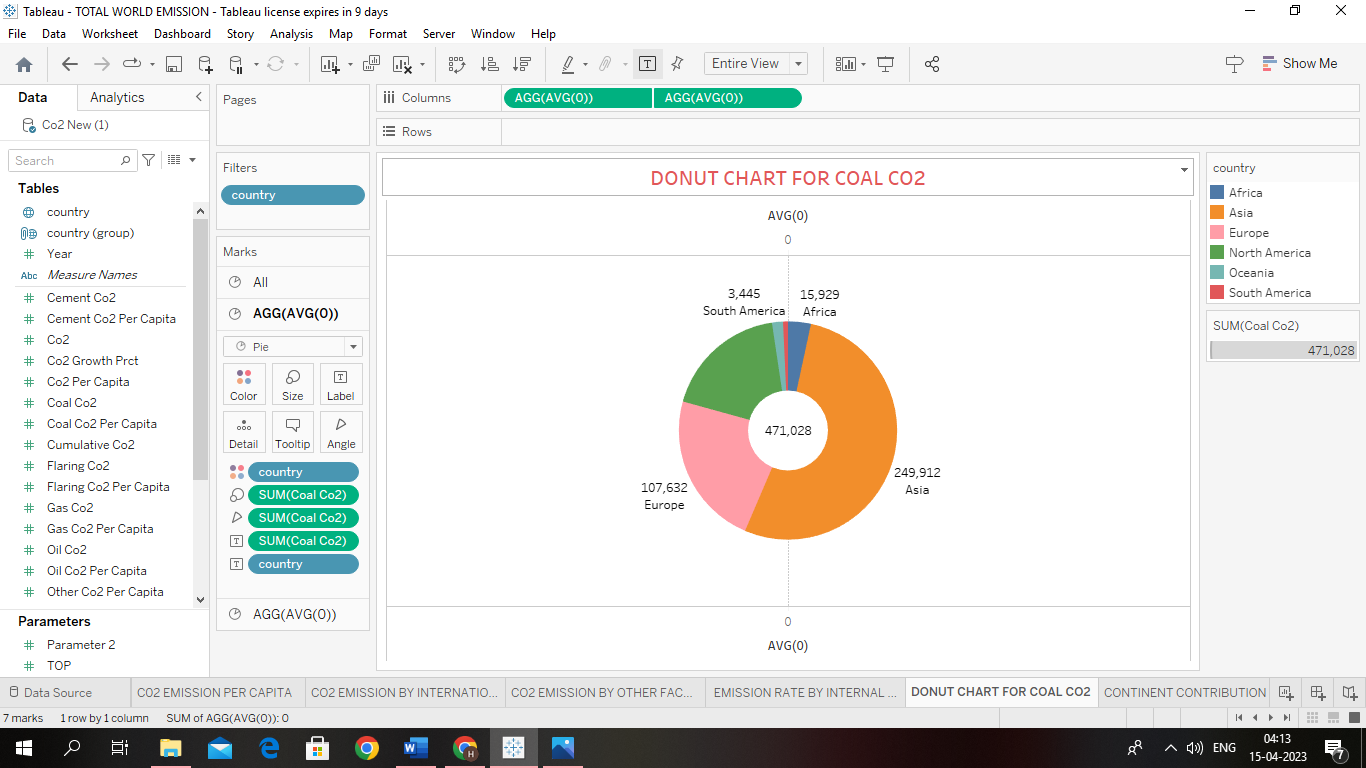 Tableau - TOTAL WORLD EMISSION - Tableau license expires in 9 days
File Data Worksheet Dashboard Story Analysis Map Format Server Window Help
Entire View
Show Me
Data Analytics
Co2 New (1)
Search
Tables
country
country (group)
Year
Abc Measure Names
Cement Co2
Cement Co2 Per Capita
Co2
Co2 Growth Prct
Co2 Per Capita
Coal Co2
Coal Co2 Per Capita
Cumulative Co2
Flaring Co2
Flaring Co2 Per Capita
Gas Co2
Gas Co2 Per Capita
Oil Co2
Oil Co2 Per Capita
Other Co2 Per Capita
Parameters
Parameter 2
TOP
Pages
Filters
country
Marks
All
AGG(AVG(0))
Pie
Color Size Label
Detail Tooltip Angle
country
SUM(Coal Co2)
SUM(Coal Co2)
SUM(Coal Co2)
country
AGG(AVG(0))
Columns AGG(AVG(0)) AGG(AVG(0))
Rows
DONUT CHART FOR COAL CO2
AVG(0)
0
3,445
South America
15,929
Africa
471,028
249,912
Asia
107,632
Europe
0
AVG(0)
country
Africa
Asia
Europe
North America
Oceania
South America
SUM(Coal Co2)
471,028
Data Source CO2 EMISSION PER CAPITA CO2 EMISSION BY INTERNATIO... CO2 EMISSION BY OTHER FAC... EMISSION RATE BY INTERNAL ... DONUT CHART FOR COAL CO2 CONTINENT CONTRIBUTION
7 marks 1 row by 1 column SUM of AGG(AVG(0)): 0
ENG
04:13
15-04-2023
7